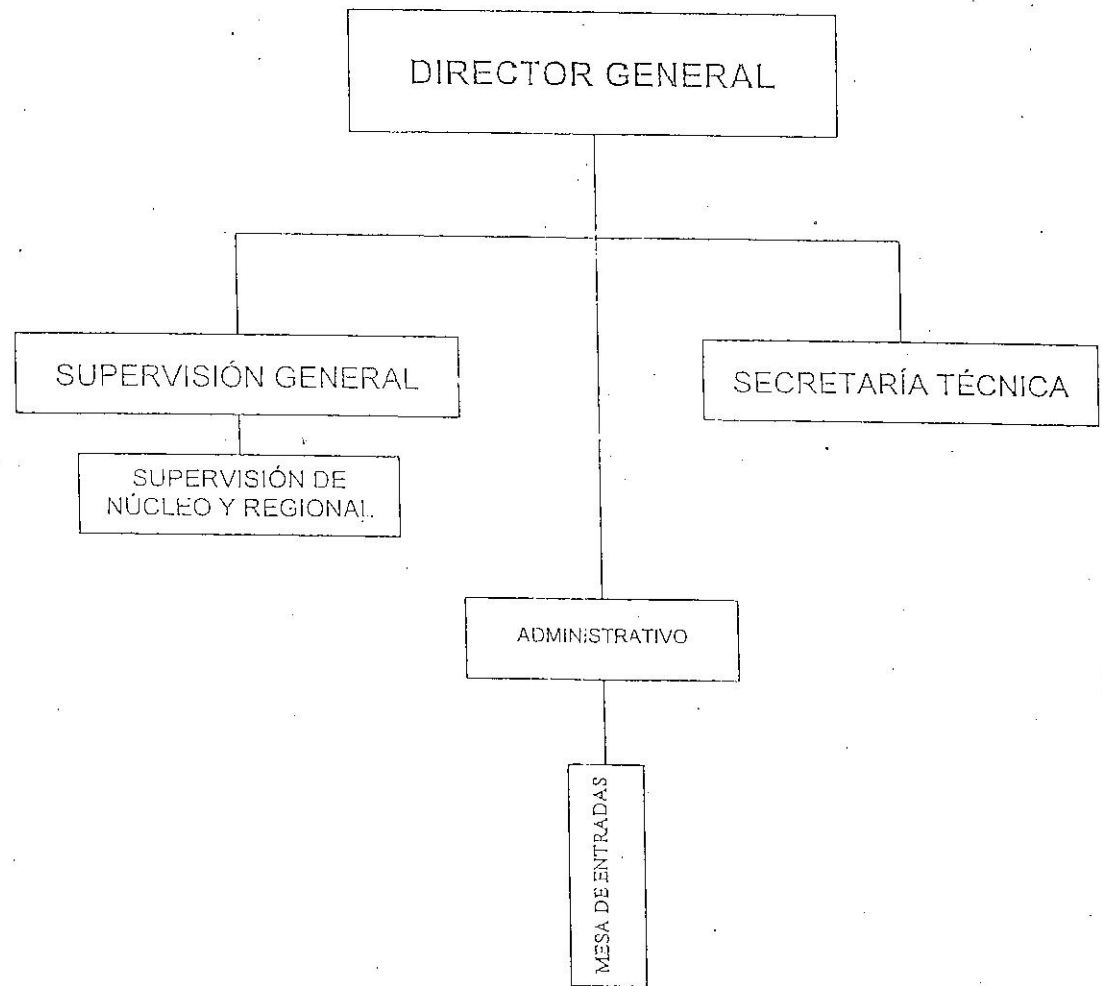 DIRECTOR GENERAL
SUPERVISIÓN GENERAL
SECRETARÍA TÉCNICA
SUPERVISIÓN DE
NÚCLEO Y REGIONAL
ADMINISTRATIVO
MESA DE ENTRADAS